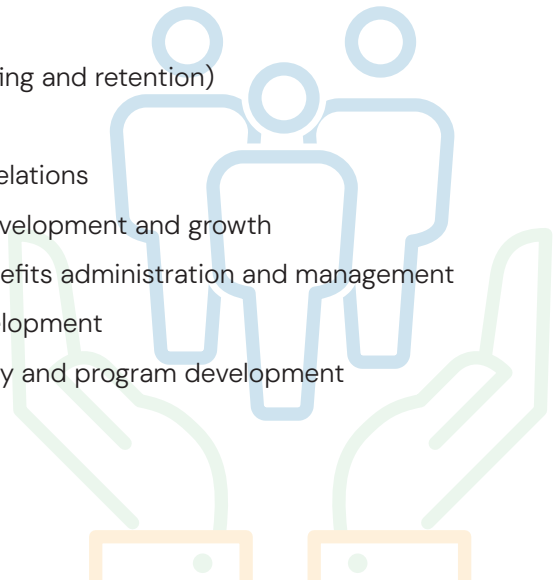 ing and retention)
elations
velopment and growth
efits administration and management
lopment
y and program development